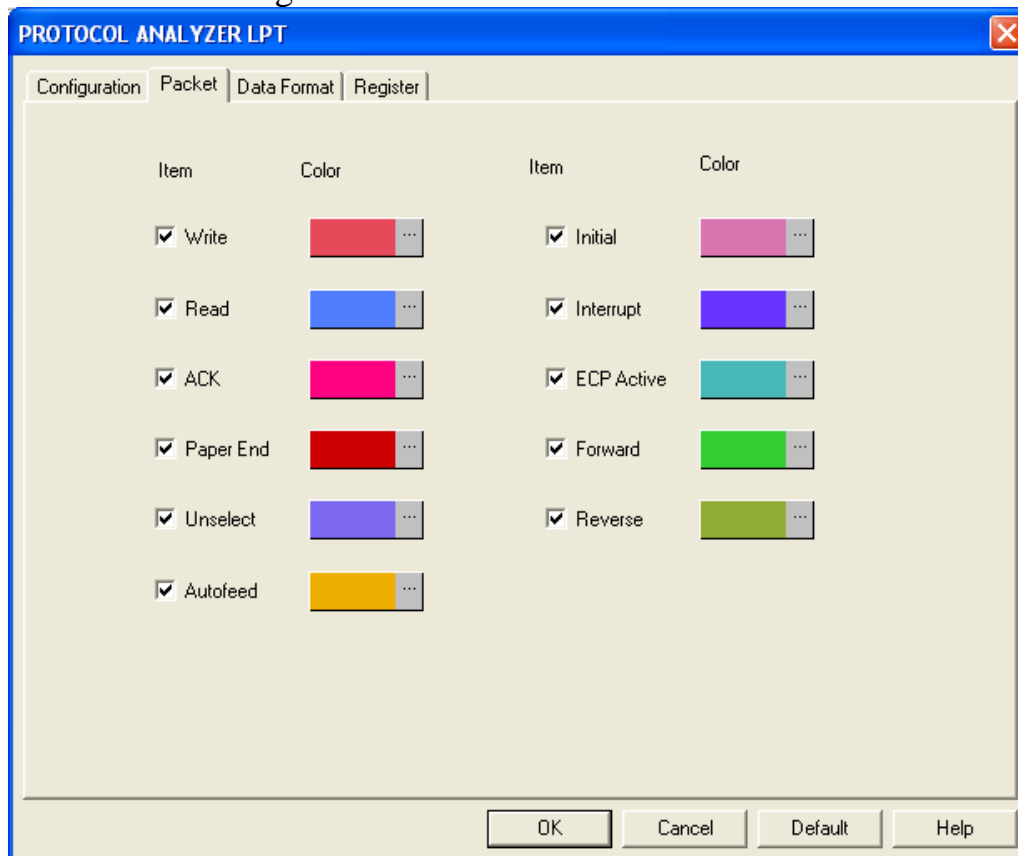 PROTOCOL ANALYZER LPT
Configuration Packet Data Format Register
Item Color Item Color
Write ... Initial ...
Read ... Interrupt ...
ACK ... ECP Active ...
Paper End ... Forward ...
Unselect ... Reverse ...
Autofeed ...
OK Cancel Default Help